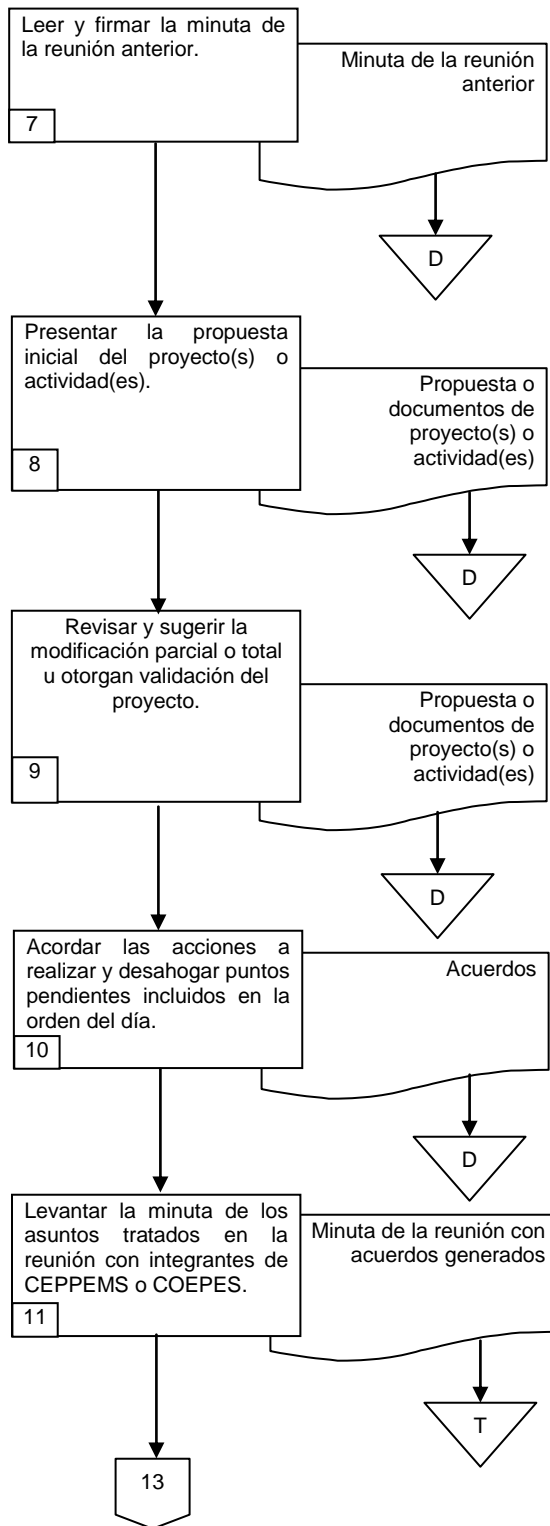 Leer y firmar la minuta de
la reunión anterior.
7
Minuta de la reunión
anterior
D
Presentar la propuesta
inicial del proyecto(s) o
actividad(es).
8
Propuesta o
documentos de
proyecto(s) o
actividad(es)
D
Revisar y sugerir la
modificación parcial o total
u otorgan validación del
proyecto.
9
Propuesta o
documentos de
proyecto(s) o
actividad(es)
D
Acordar las acciones a
realizar y desahogar puntos
pendientes incluidos en la
orden del día.
10
Acuerdos
D
Levantar la minuta de los
asuntos tratados en la
reunión con integrantes de
CEPPEMS o COEPES.
11
Minuta de la reunión con
acuerdos generados
T
13